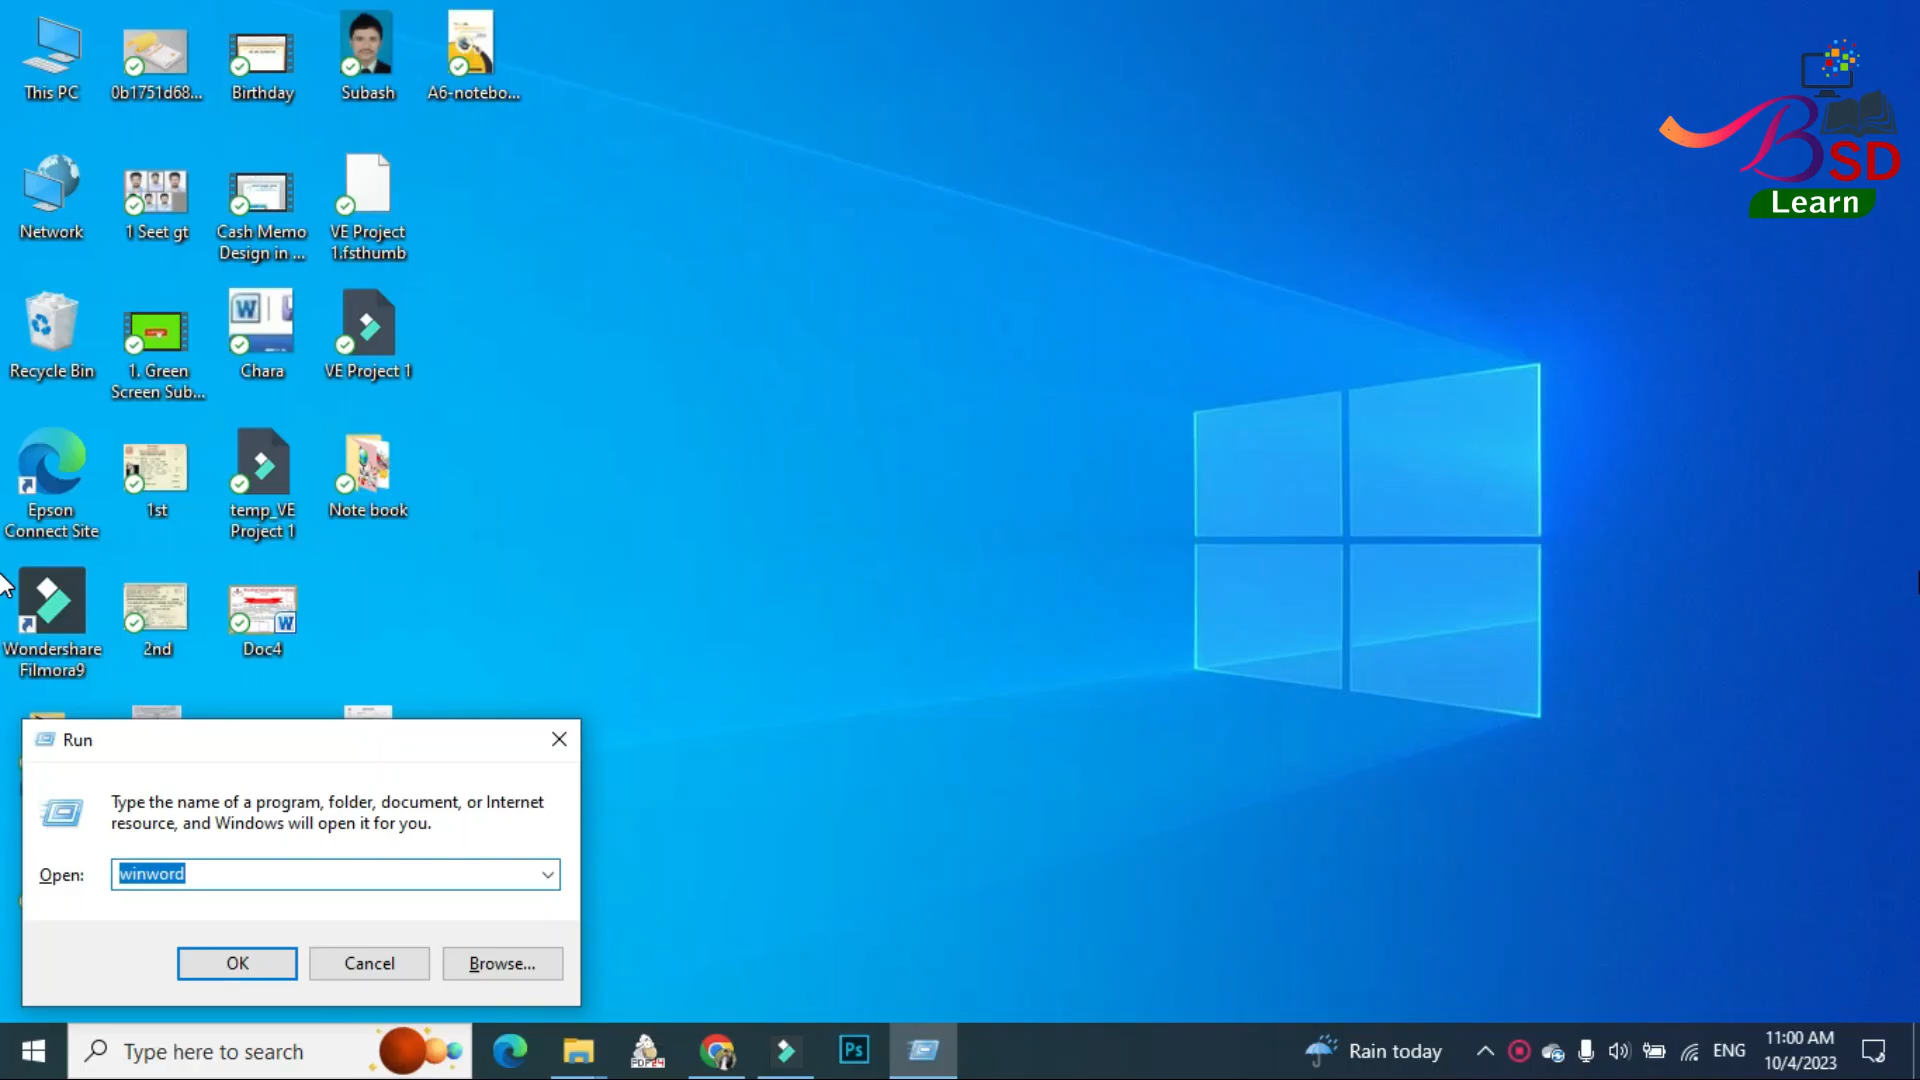 This PC
0b1751d68...
Birthday
Subash
A6-notebo...
Network
1 Seet gt
Cash Memo
Design in ...
VE Project
1.fsthumb
Recycle Bin
1. Green
Screen Sub...
Chara
VE Project 1
Epson
Connect Site
1st
temp_VE
Project 1
Note book
Wondershare
Filmora9
2nd
Doc4
BSD
Learn
Run
Type the name of a program, folder, document, or Internet
resource, and Windows will open it for you.
Open:
winword
OK
Cancel
Browse...
Type here to search
PDF24
Ps
Rain today
ENG
11:00 AM
10/4/2023